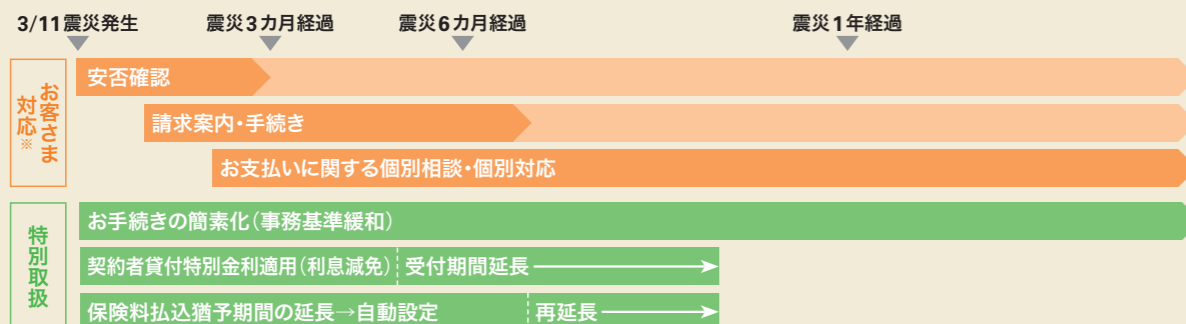 3/11震災発生 震災3カ月経過 震災6カ月経過 震災1年経過
お客さま
対応※
安否確認
請求案内・手続き
お支払いに関する個別相談・個別対応
特別取扱
お手続きの簡素化（事務基準緩和）
契約者貸付特別金利適用（利息減免） 受付期間延長
保険料払込猶予期間の延長→自動設定 再延長